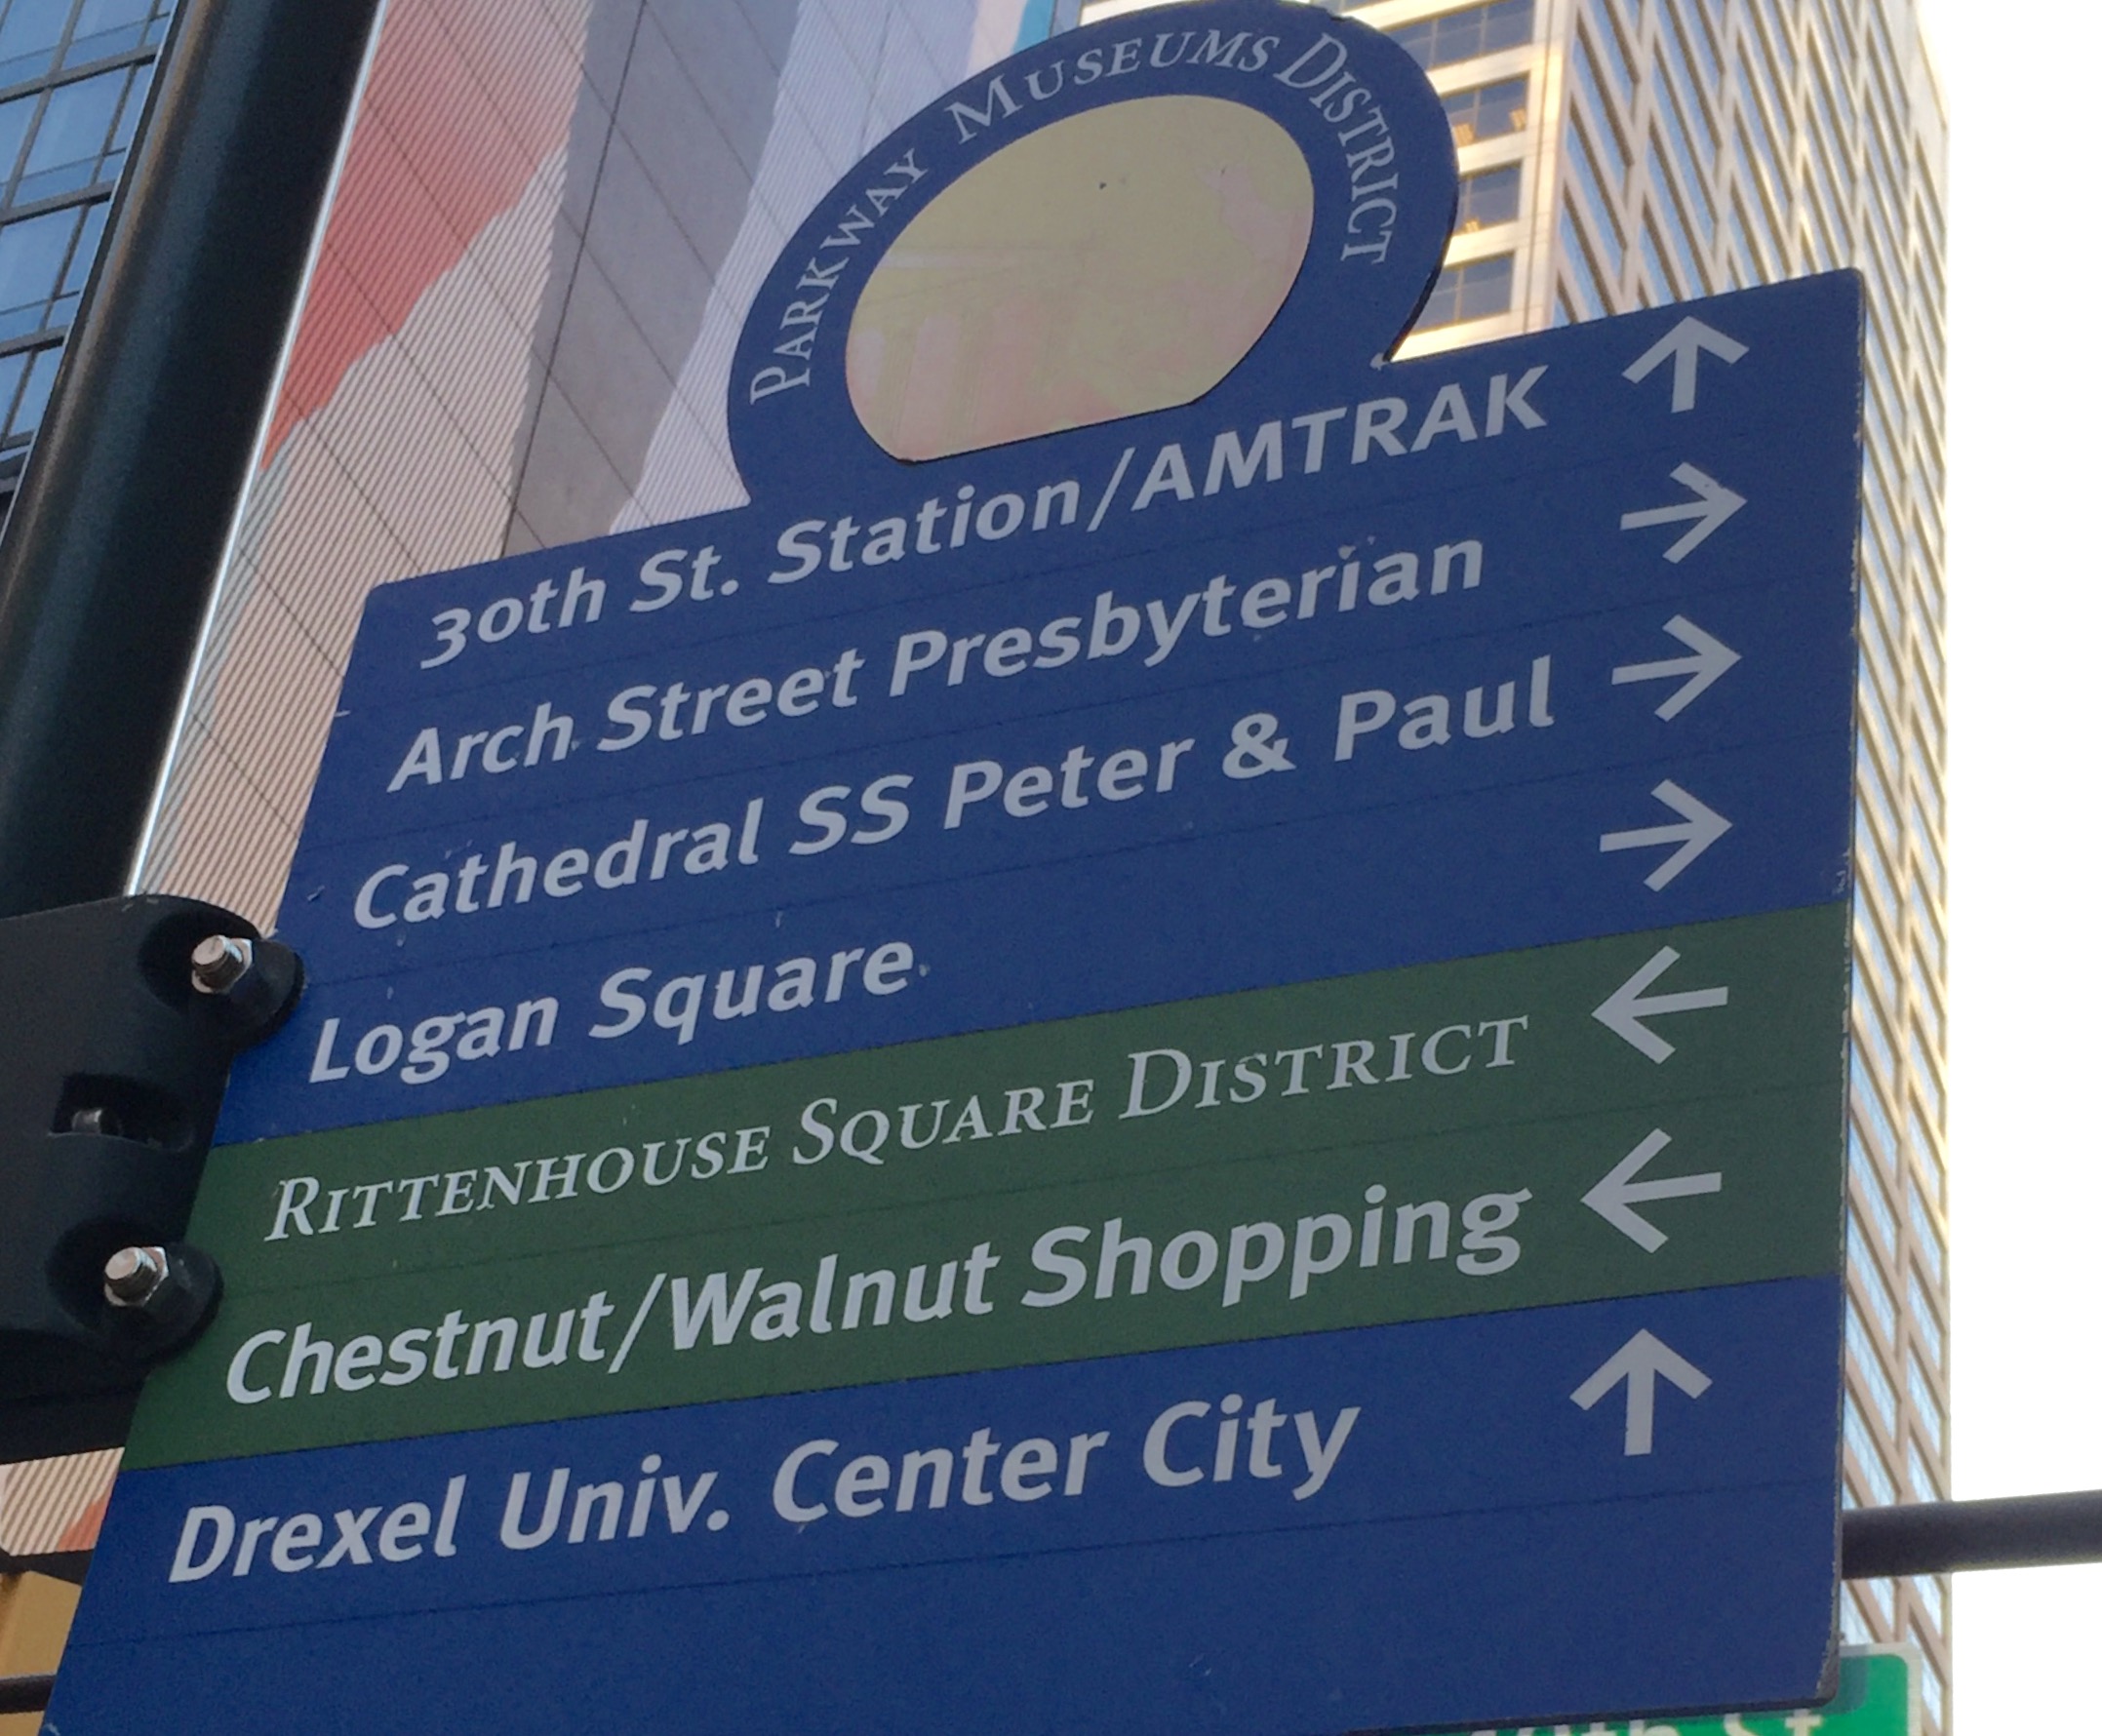 PARKWAY MUSEUMS DISTRICT
30th St. Station/AMTRAK
Arch Street Presbyterian
Cathedral SS Peter & Paul
Logan Square
RITTENHOUSE SQUARE DISTRICT
Chestnut/Walnut Shopping
Drexel Univ. Center City
St